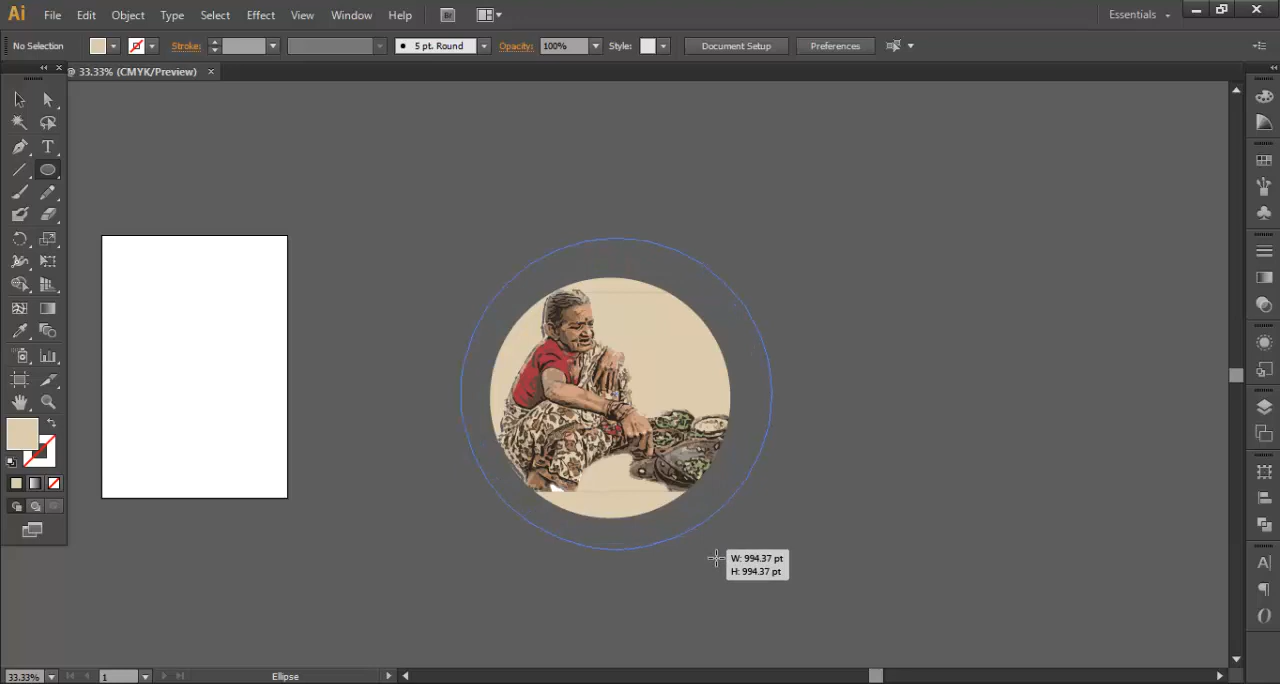 Ai File Edit Object Type Select Effect View Window Help Br Essentials
No Selection Stroke: 5 pt. Round Opacity: 100% Style: Document Setup Preferences
@ 33.33% (CMYK/Preview) ×
T
W: 994.37 pt
H: 994.37 pt
A
33.33% 1 Ellipse